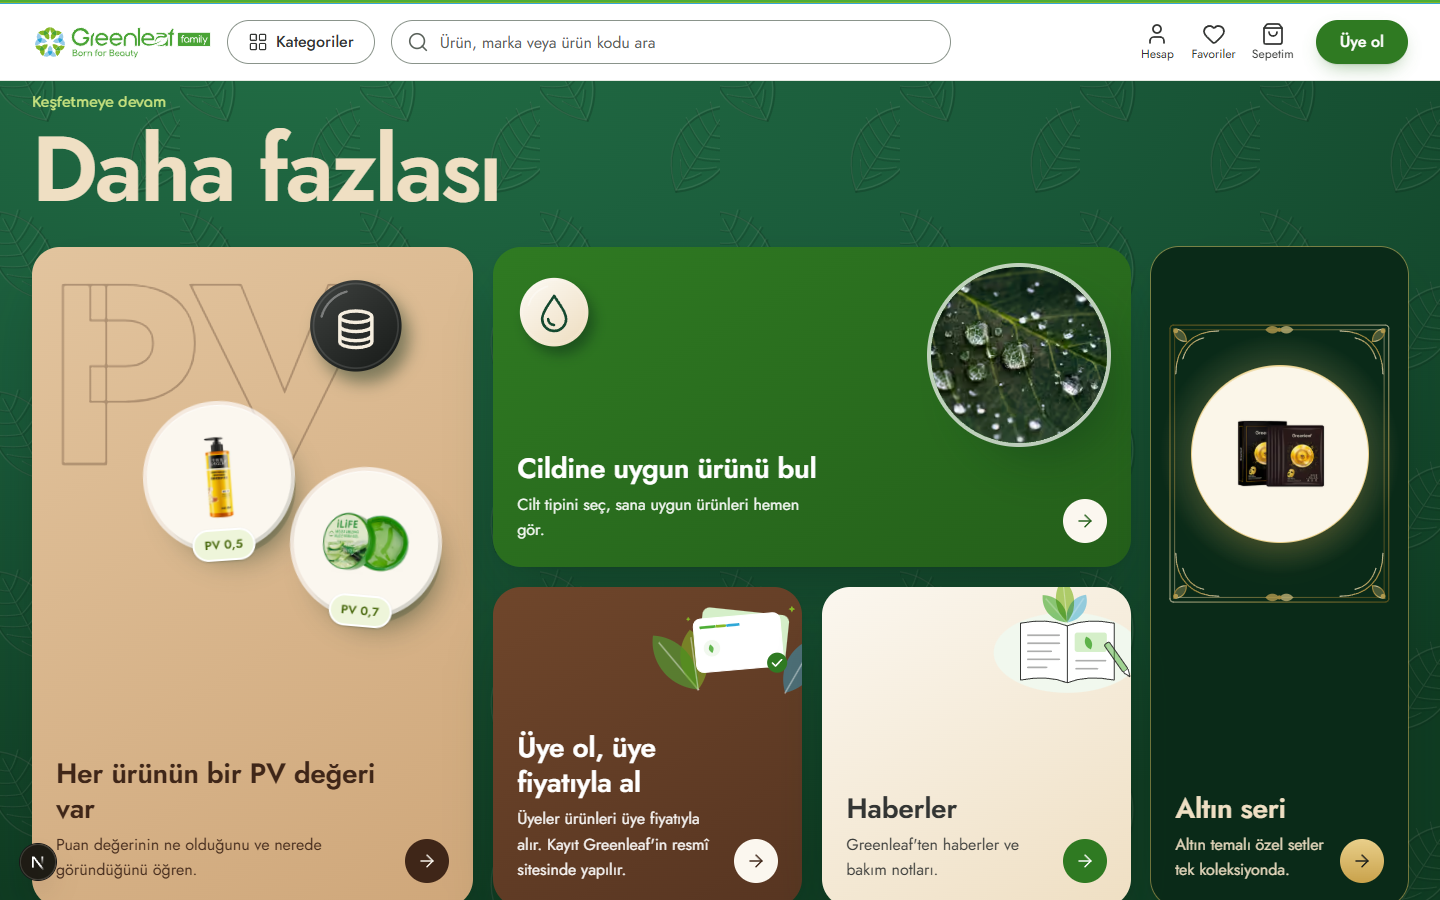 Greenleaf family
Born for Beauty
Kategoriler
Ürün, marka veya ürün kodu ara
Hesap
Favoriler
Sepetim
Üye ol
Keşfetmeye devam
Daha fazlası
PV
PV 0,5
iLiFE
PV 0,7
Her ürünün bir PV değeri
var
Puan değerinin ne olduğunu ve nerede
göründüğünü öğren.
Cildine uygun ürünü bul
Cilt tipini seç, sana uygun ürünleri hemen
gör.
Üye ol, üye
fiyatıyla al
Üyeler ürünleri üye fiyatıyla
alır. Kayıt Greenleaf'in resmî
sitesinde yapılır.
Haberler
Greenleaf'ten haberler ve
bakım notları.
Greenleaf
Altın seri
Altın temalı özel setler
tek koleksiyonda.
N